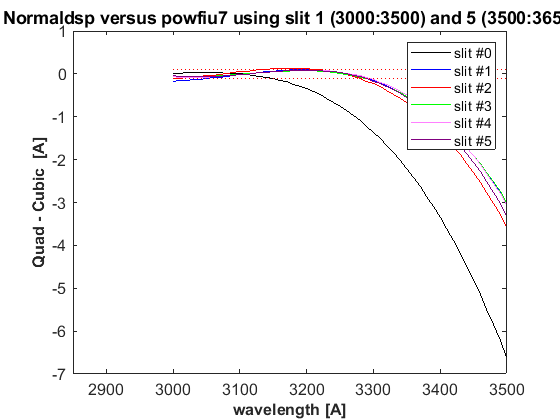 Normaldsp versus powfiu7 using slit 1 (3000:3500) and 5 (3500:365
1
0
-1
-2
-3
-4
-5
-6
-7
Quad - Cubic [A]
slit #0
slit #1
slit #2
slit #3
slit #4
slit #5
2900 3000 3100 3200 3300 3400 3500
wavelength [A]